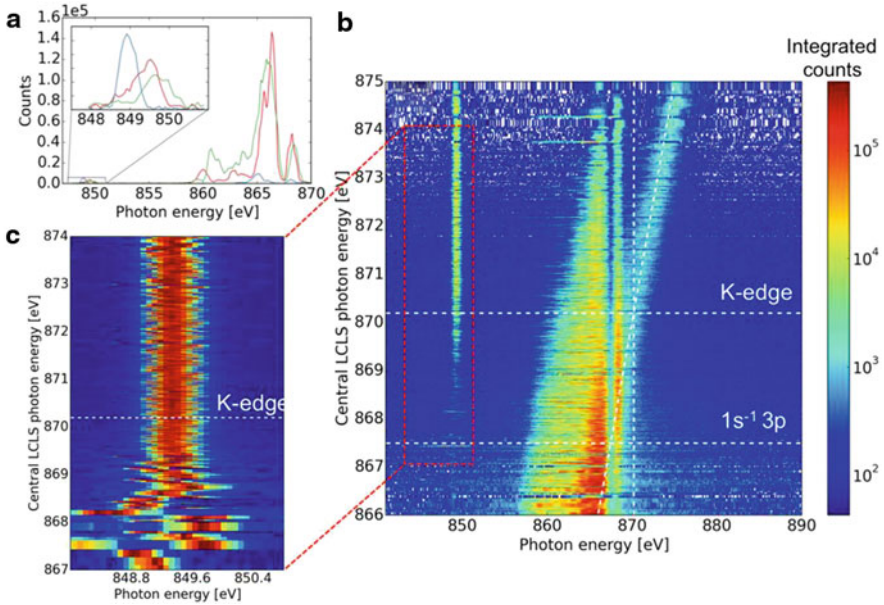 a
1.6 1e5
1.4
1.2
1.0
0.8
0.6
0.4
0.2
0.0
Counts
848 849 850
850 855 860 865 870
Photon energy [eV]
b
875
874
873
872
871
870
869
868
867
866
Central LCLS photon energy [eV]
K-edge
1s⁻¹ 3p
850 860 870 880 890
Photon energy [eV]
Integrated
counts
10⁵
10⁴
10³
10²
c
874
873
872
871
870
869
868
867
Central LCLS photon energy [eV]
K-edge
848.8 849.6 850.4
Photon energy [eV]